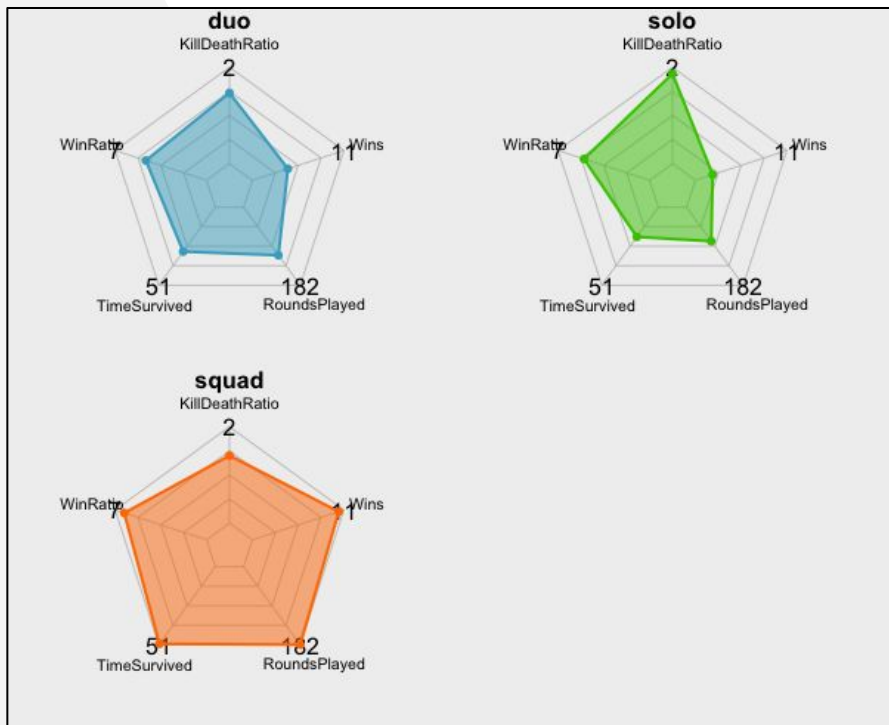 duo
KillDeathRatio
2
WinRatio
7
11
Wins
51
TimeSurvived
182
RoundsPlayed
solo
KillDeathRatio
2
WinRatio
7
11
Wins
51
TimeSurvived
182
RoundsPlayed
squad
KillDeathRatio
2
WinRatio
7
11
Wins
51
TimeSurvived
182
RoundsPlayed